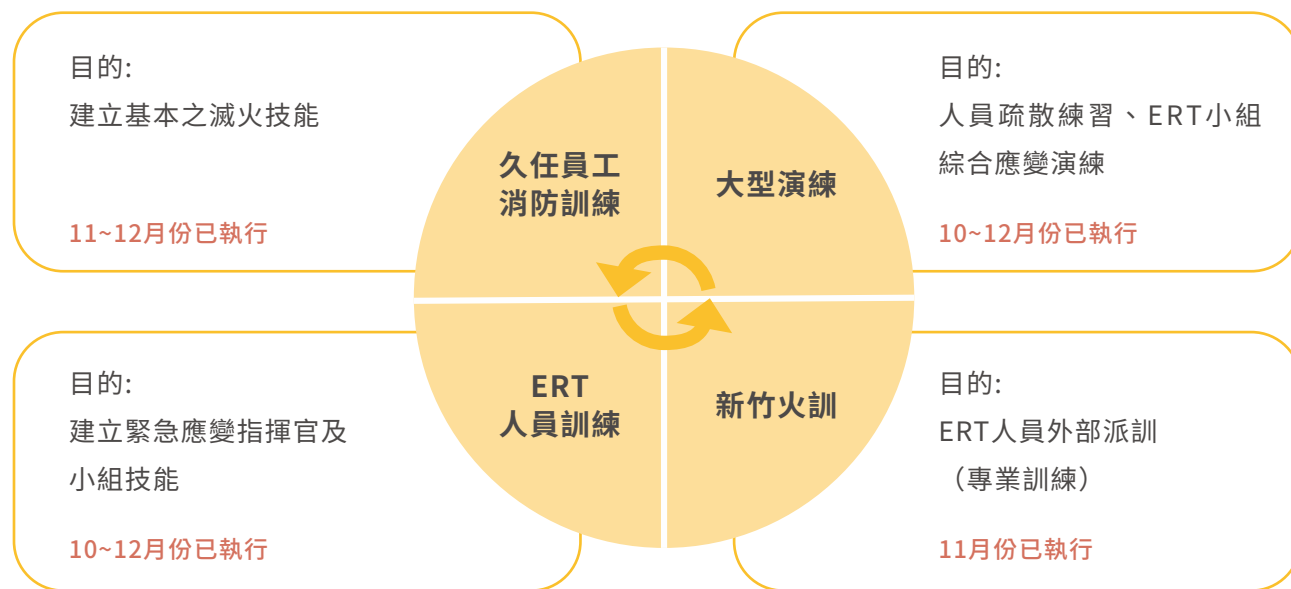 目的:
建立基本之滅火技能
11~12月份已執行
久任員工
消防訓練
大型演練
目的:
人員疏散練習、ERT小組
綜合應變演練
10~12月份已執行
目的:
建立緊急應變指揮官及
小組技能
10~12月份已執行
ERT
人員訓練
新竹火訓
目的:
ERT人員外部派訓
（專業訓練）
11月份已執行